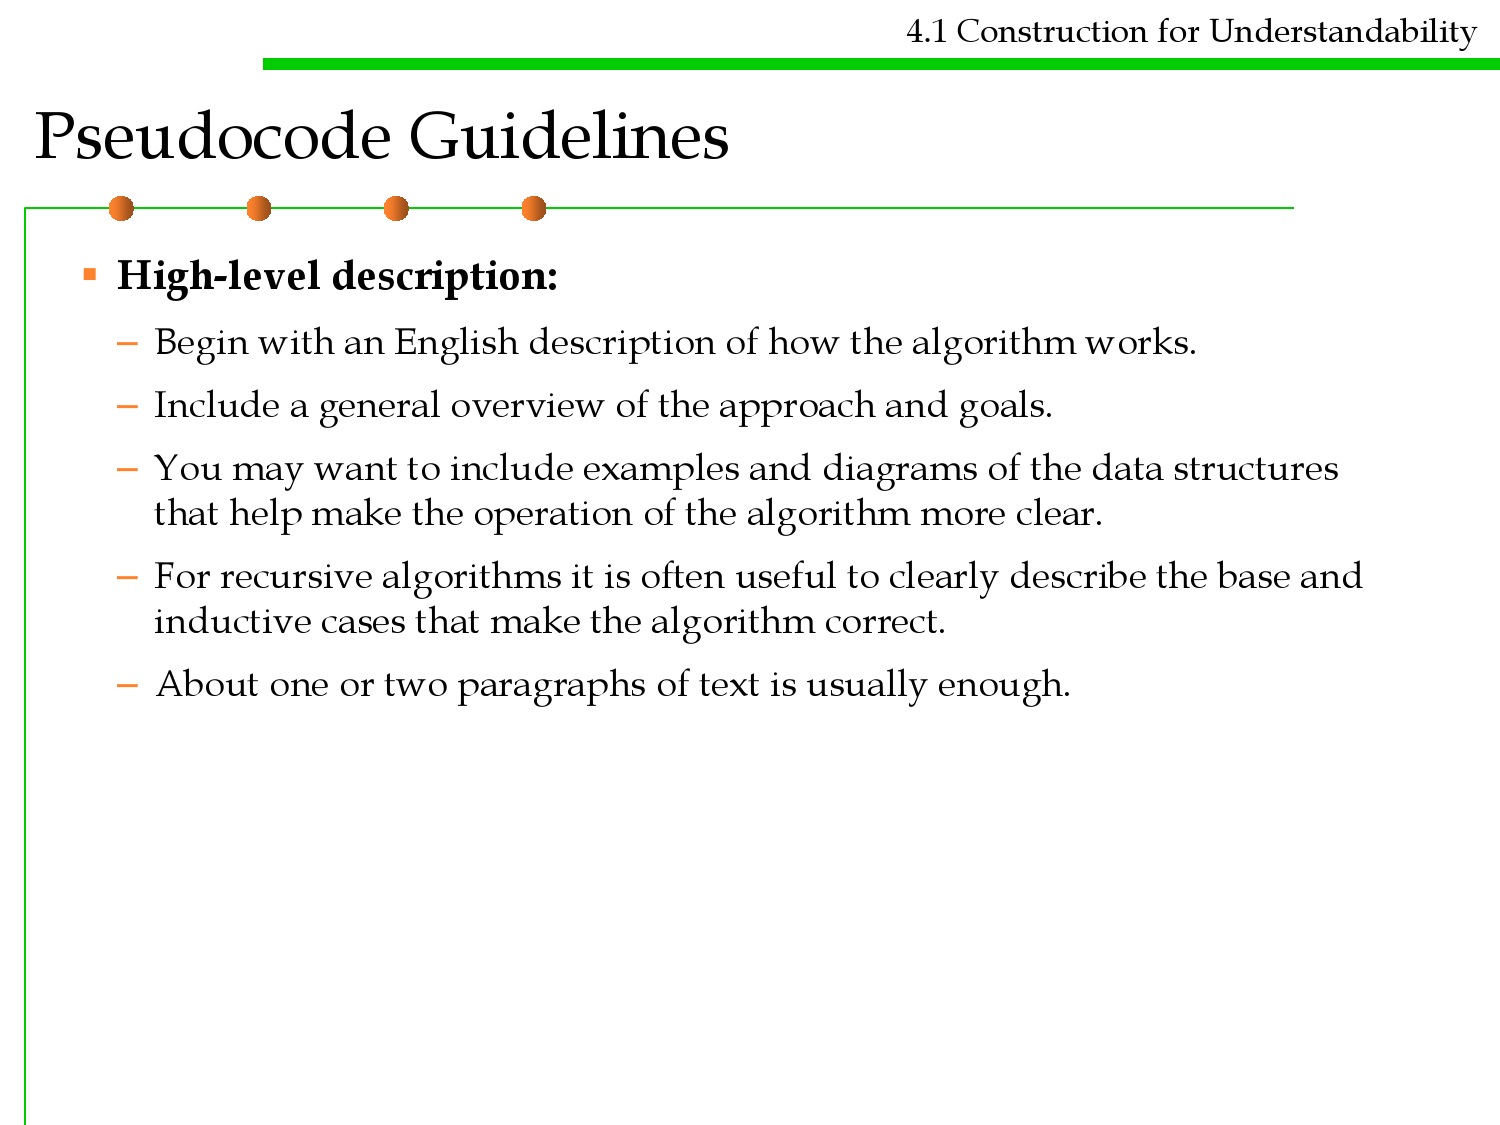 4.1 Construction for Understandability
Pseudocode Guidelines
▪ High-level description:
– Begin with an English description of how the algorithm works.
– Include a general overview of the approach and goals.
– You may want to include examples and diagrams of the data structures
that help make the operation of the algorithm more clear.
– For recursive algorithms it is often useful to clearly describe the base and
inductive cases that make the algorithm correct.
– About one or two paragraphs of text is usually enough.